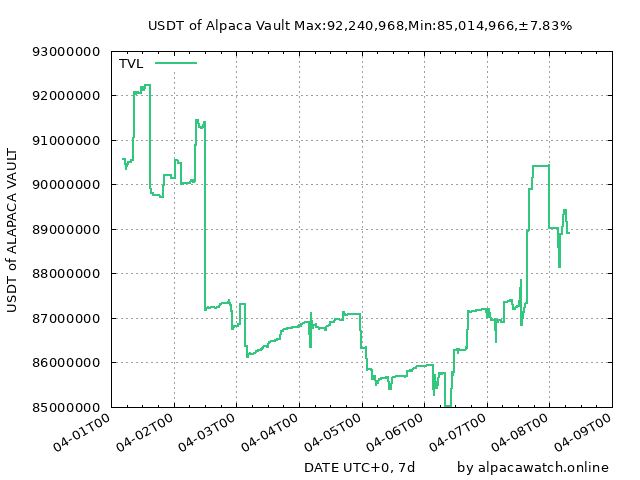 USDT of Alpaca Vault Max:92,240,968,Min:85,014,966,±7.83%
TVL
93000000
92000000
91000000
90000000
89000000
88000000
87000000
86000000
85000000
USDT of ALAPACA VAULT
04-01T00
04-02T00
04-03T00
04-04T00
04-05T00
04-06T00
04-07T00
04-08T00
04-09T00
DATE UTC+0, 7d
by alpacawatch.online